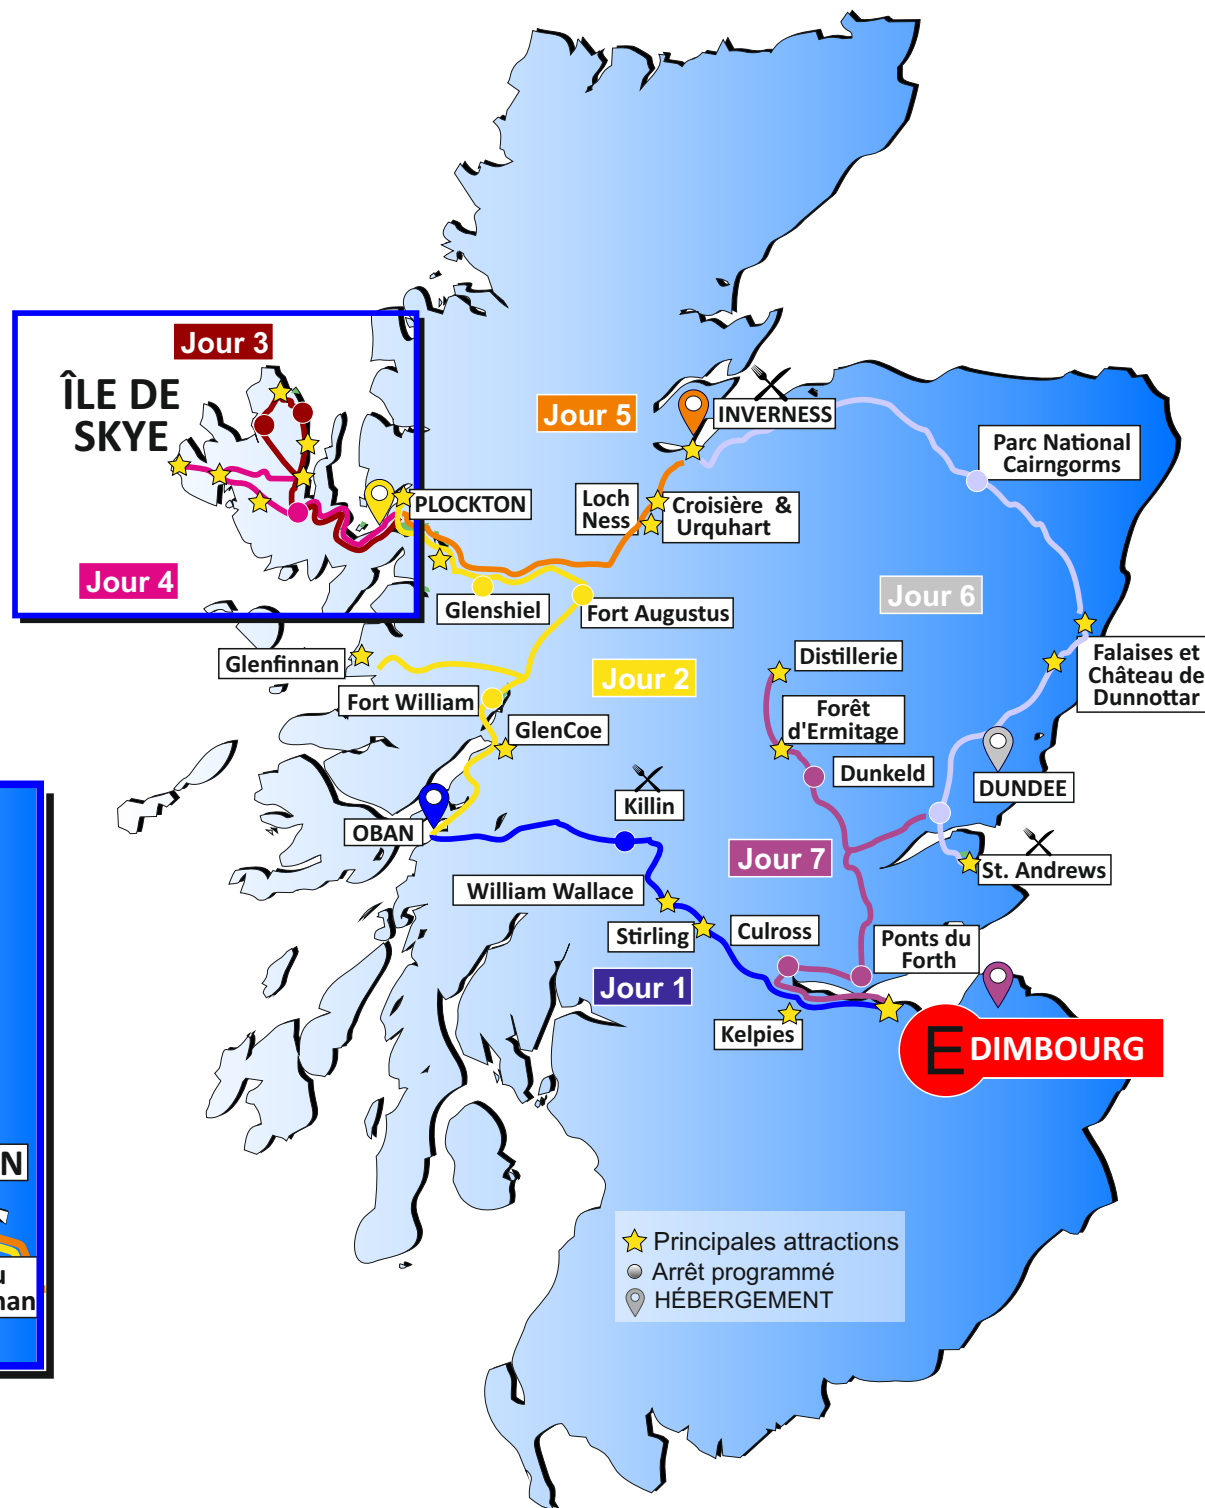 Jour 3
ÎLE DE
SKYE
Jour 4
PLOCKTON
Jour 5
INVERNESS
Loch
Ness
Croisière &
Urquhart
Parc National
Cairngorms
Glenshiel
Fort Augustus
Jour 6
Glenfinnan
Jour 2
Distillerie
Falaises et
Château de
Dunnottar
Fort William
GlenCoe
Forêt
d'Ermitage
Dunkeld
DUNDEE
Killin
OBAN
Jour 7
St. Andrews
William Wallace
Stirling
Culross
Ponts du
Forth
Jour 1
Kelpies
EDIMBOURG
N
u
nan
Principales attractions
Arrêt programmé
HÉBERGEMENT